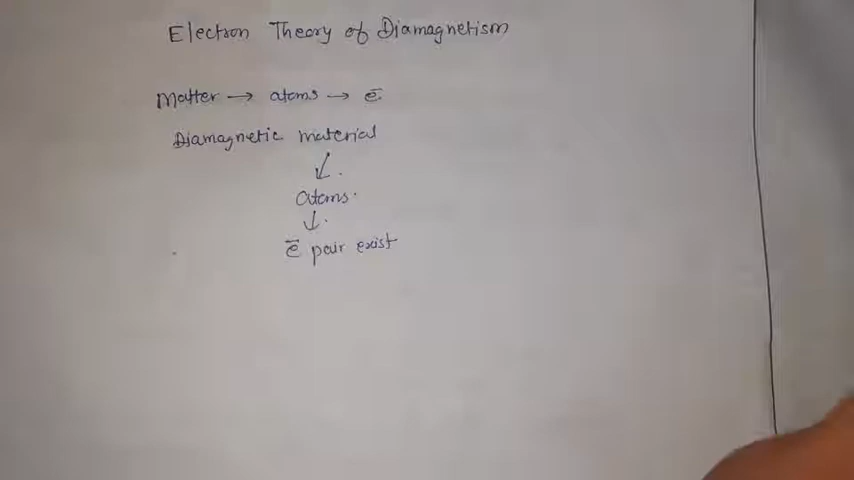 Electron Theory of Diamagnetism
Matter → atoms → ē
Diamagnetic material
↓
atoms
↓
ē pair exist